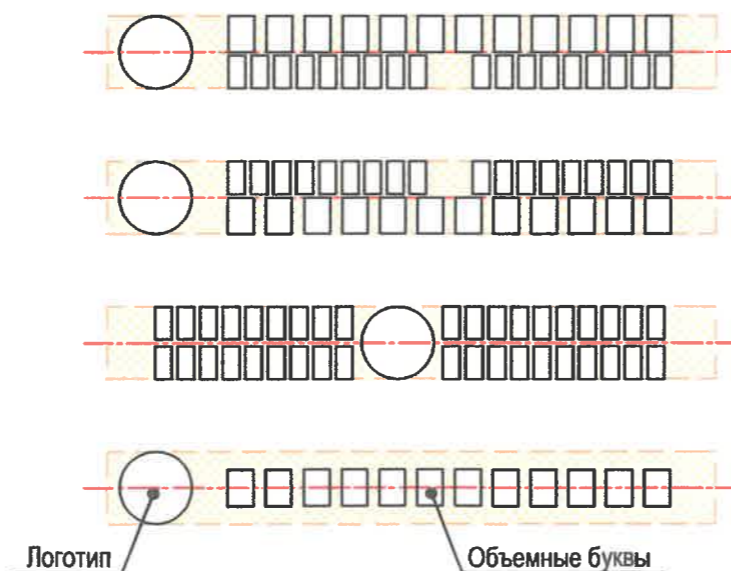 Логотип
Объемные буквы